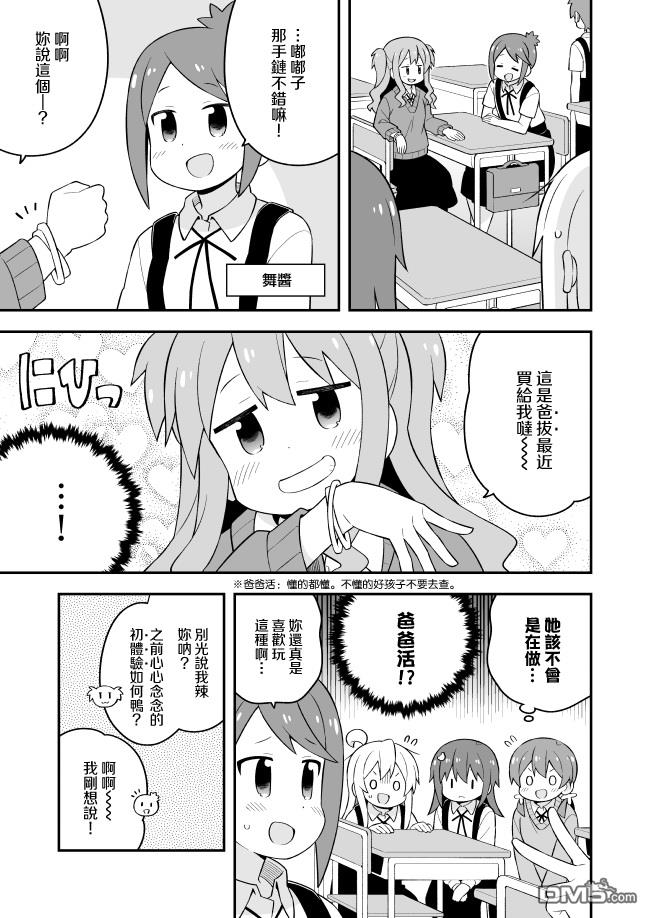 …嘟嘟子
那手鏈不錯嘛！
啊啊
妳說這個─？
舞醬
這是爸拔最近
買給我噠～～
にひっ
…！
※爸爸活；懂的都懂。不懂的好孩子不要去查。
她該不會
是在做…
爸爸活!?
妳還真是
喜歡玩
這種啊…
別光說我辣
妳吶？
之前心心念念的
初體驗如何鴨？
啊啊～～
我剛想說！
DM5.com